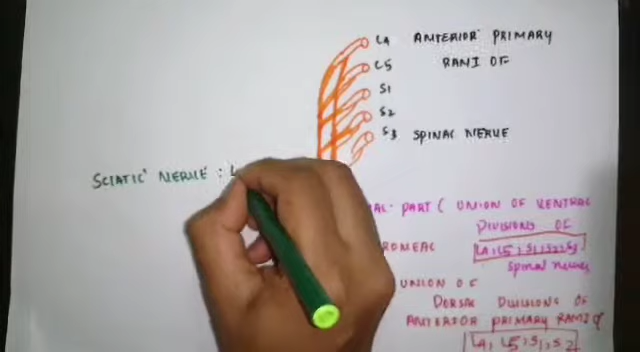 L4 ANTERIOR PRIMARY
L5 RAMI OF
S1
S2
S3 SPINAL NERVE
SCIATIC NERVE : L
PART ( UNION OF VENTRAL
DIVISIONS OF
L4, L5, S1, S2, S3
spinal nerves
UNION OF
DORSAL DIVISIONS OF
ANTERIOR PRIMARY RAMI OF
L4, L5, S1, S2